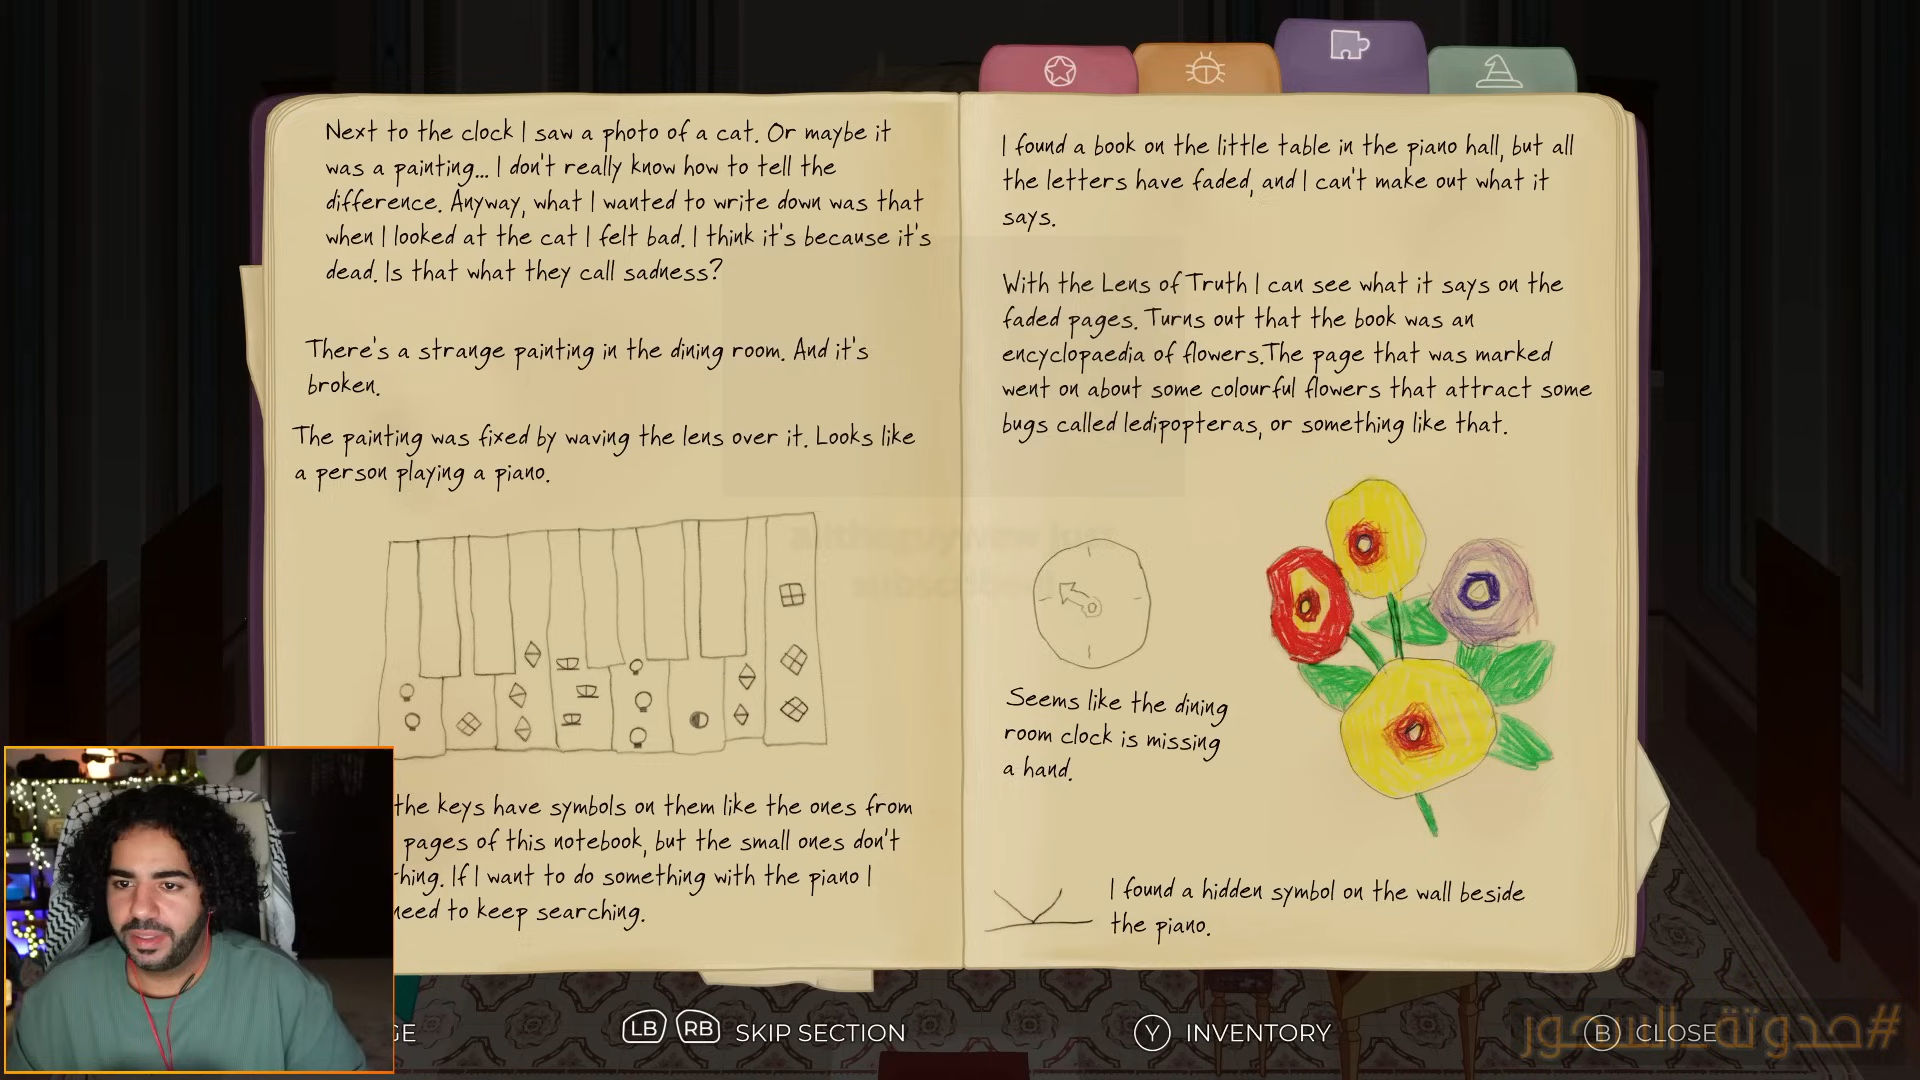 Next to the clock I saw a photo of a cat. Or maybe it
was a painting... I don't really know how to tell the
difference. Anyway, what I wanted to write down was that
when I looked at the cat I felt bad. I think it's because it's
dead. Is that what they call sadness?
There's a strange painting in the dining room. And it's
broken.
The painting was fixed by waving the lens over it. Looks like
a person playing a piano.
the keys have symbols on them like the ones from
pages of this notebook, but the small ones don't
hing. If I want to do something with the piano I
need to keep searching.
I found a book on the little table in the piano hall, but all
the letters have faded, and I can't make out what it
says.
With the Lens of Truth I can see what it says on the
faded pages. Turns out that the book was an
encyclopaedia of flowers.The page that was marked
went on about some colourful flowers that attract some
bugs called ledipopteras, or something like that.
Seems like the dining
room clock is missing
a hand.
I found a hidden symbol on the wall beside
the piano.
GE
LB RB SKIP SECTION
Y INVENTORY
B CLOSE
#حدوتة_السحور